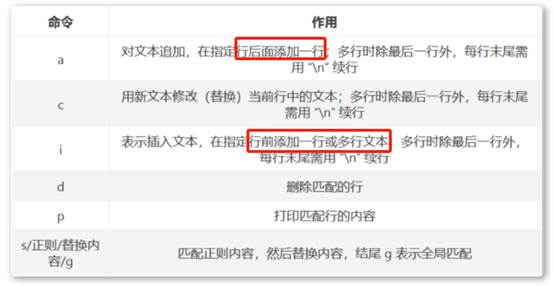 命令 作用
a 对文本追加，在指定行后面添加一行；多行时除最后一行外，每行末尾需
用 “\n” 续行
c 用新文本修改（替换）当前行中的文本；多行时除最后一行外，每行末尾
需用 “\n” 续行
i 表示插入文本，在指定行前添加一行或多行文本 多行时除最后一行外，
每行末尾需用 “\n” 续行
d 删除匹配的行
p 打印匹配行的内容
s/正则/替换内
容/g 匹配正则内容，然后替换内容，结尾 g 表示全局匹配